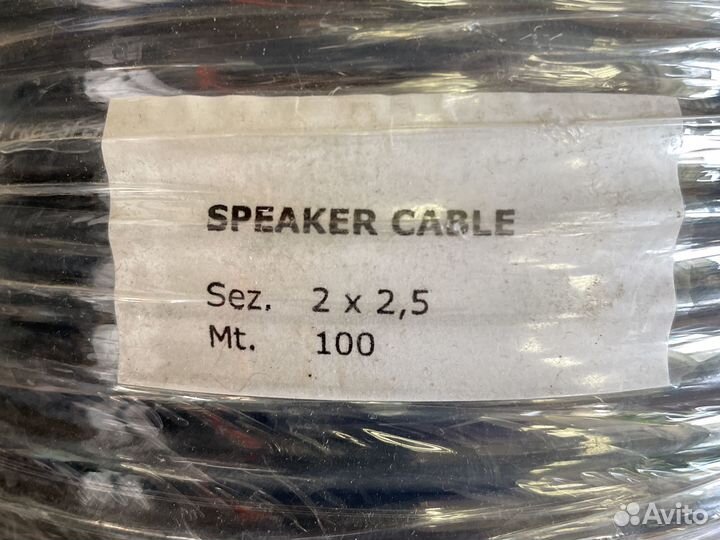 SPEAKER CABLE
Sez. 2 x 2,5
Mt. 100
Avito